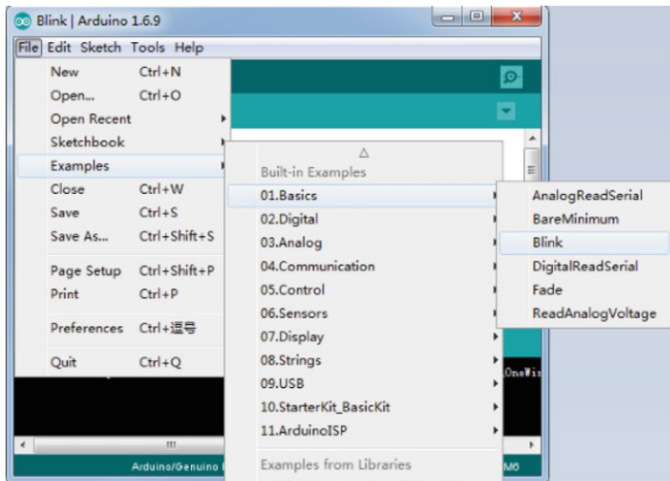 Blink | Arduino 1.6.9
File Edit Sketch Tools Help
New Ctrl+N
Open... Ctrl+O
Open Recent
Sketchbook
Examples
Close Ctrl+W
Save Ctrl+S
Save As... Ctrl+Shift+S
Page Setup Ctrl+Shift+P
Print Ctrl+P
Preferences Ctrl+逗号
Quit Ctrl+Q
Built-in Examples
01.Basics
02.Digital
03.Analog
04.Communication
05.Control
06.Sensors
07.Display
08.Strings
09.USB
10.StarterKit_BasicKit
11.ArduinoISP
Examples from Libraries
AnalogReadSerial
BareMinimum
Blink
DigitalReadSerial
Fade
ReadAnalogVoltage
Arduino/Genuino